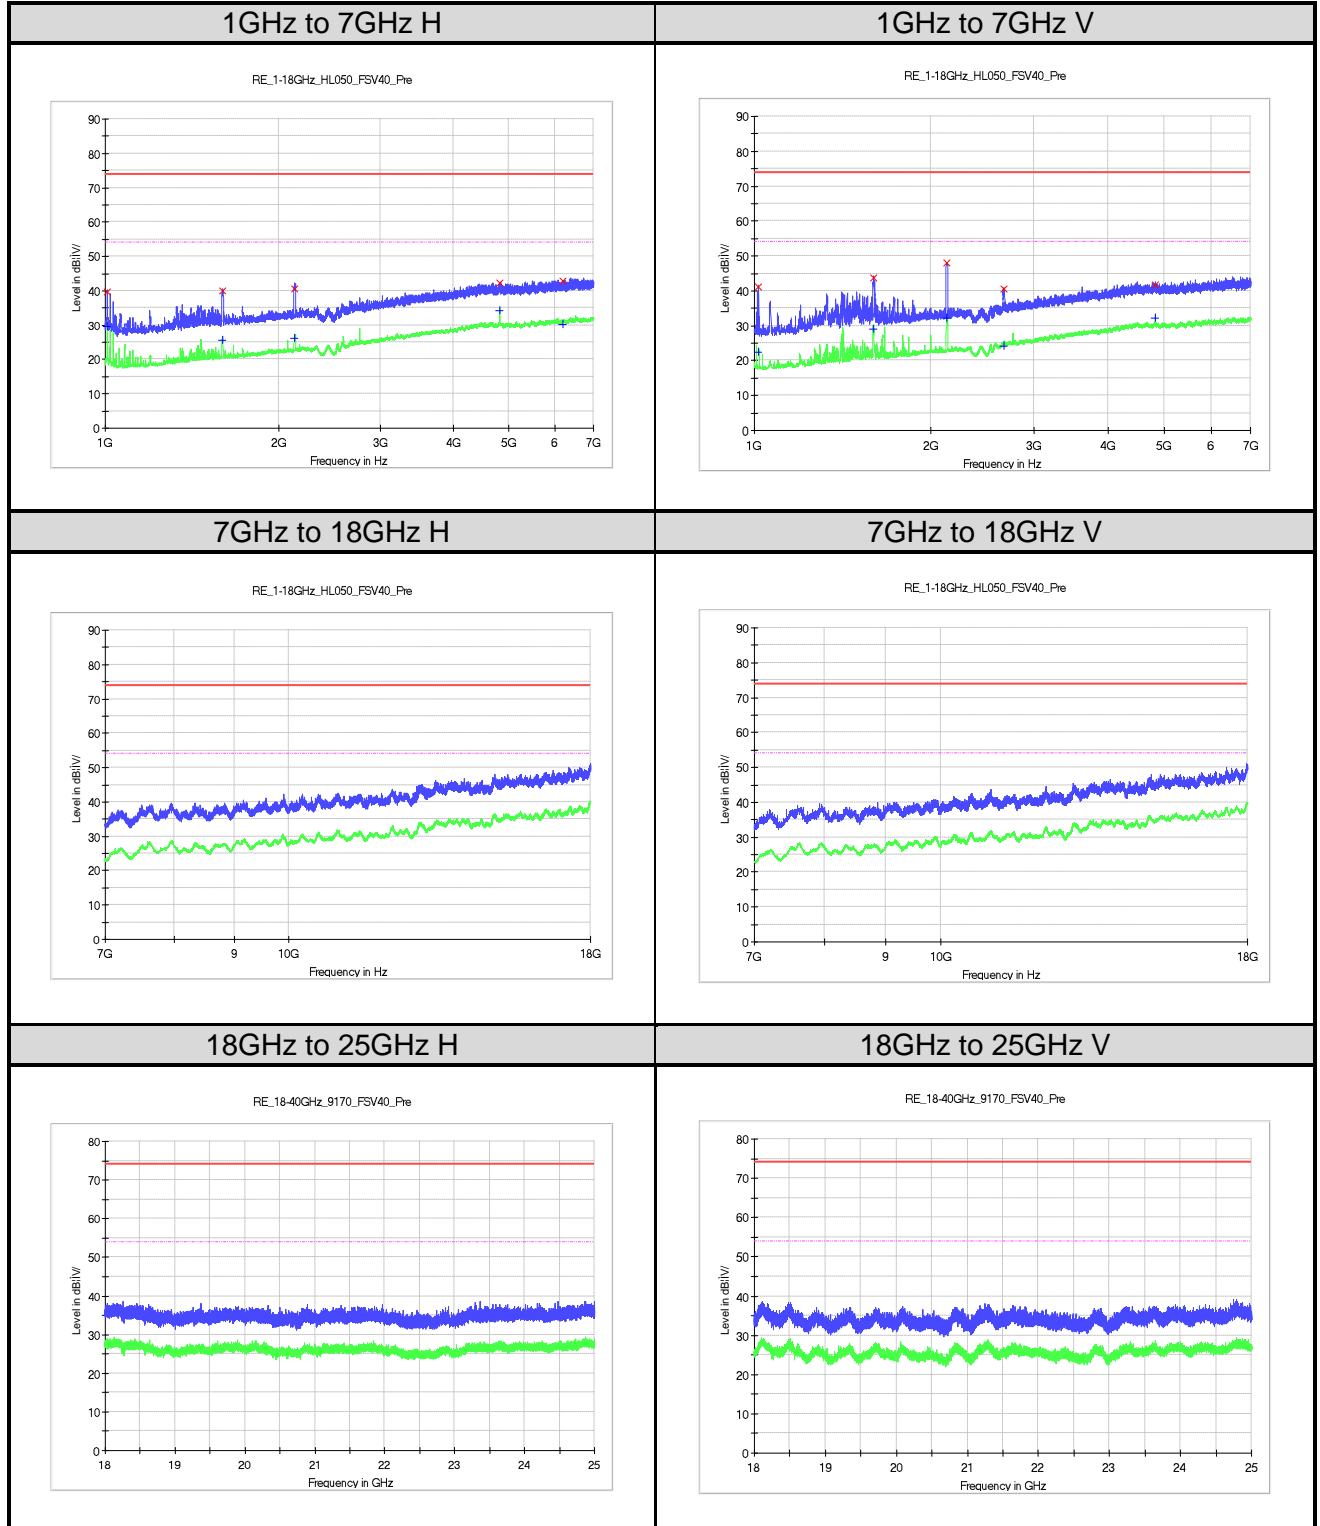 1GHz to 7GHz H
1GHz to 7GHz V
RE_1-18GHz_HL050_FSV40_Pre
90
80
70
60
50
40
30
20
10
0
Level in dBµV/
1G
2G
3G
4G
5G
6
7G
Frequency in Hz
RE_1-18GHz_HL050_FSV40_Pre
90
80
70
60
50
40
30
20
10
0
Level in dBµV/
1G
2G
3G
4G
5G
6
7G
Frequency in Hz
7GHz to 18GHz H
7GHz to 18GHz V
RE_1-18GHz_HL050_FSV40_Pre
90
80
70
60
50
40
30
20
10
0
Level in dBµV/
7G
9
10G
18G
Frequency in Hz
RE_1-18GHz_HL050_FSV40_Pre
90
80
70
60
50
40
30
20
10
0
Level in dBµV/
7G
9
10G
18G
Frequency in Hz
18GHz to 25GHz H
18GHz to 25GHz V
RE_18-40GHz_9170_FSV40_Pre
80
70
60
50
40
30
20
10
0
Level in dBµV/
18
19
20
21
22
23
24
25
Frequency in GHz
RE_18-40GHz_9170_FSV40_Pre
80
70
60
50
40
30
20
10
0
Level in dBµV/
18
19
20
21
22
23
24
25
Frequency in GHz